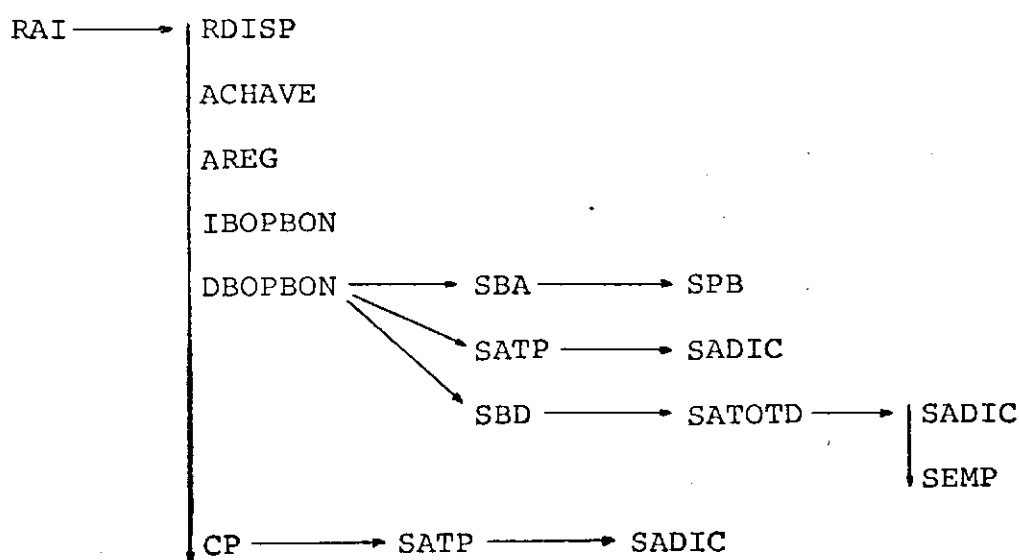 RAI RDISP
ACHAVE
AREG
IBOPBON
DBOPBON SBA SPB
SATP SADIC
SBD SATOTD SADIC
SEMP
CP SATP SADIC